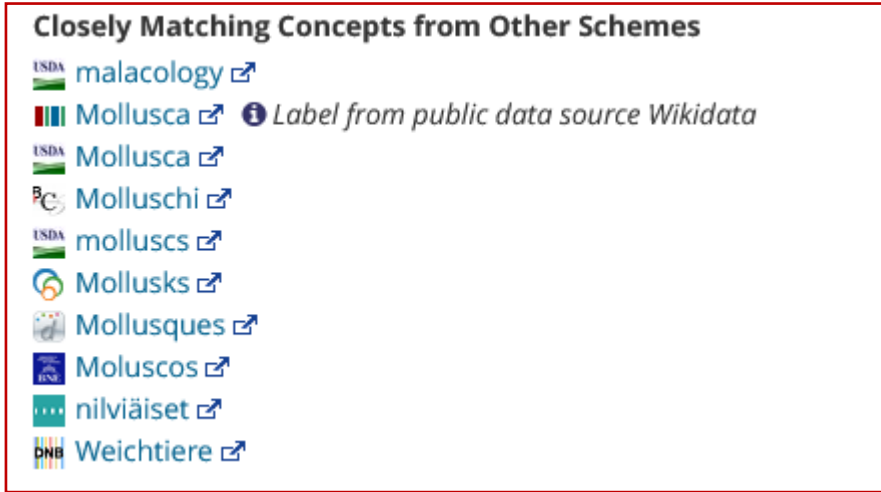 Closely Matching Concepts from Other Schemes
USDA malacology
Mollusca i Label from public data source Wikidata
USDA Mollusca
BC Molluschi
USDA molluscs
Mollusks
d Mollusques
BNE Moluscos
nilviäiset
DNB Weichtiere